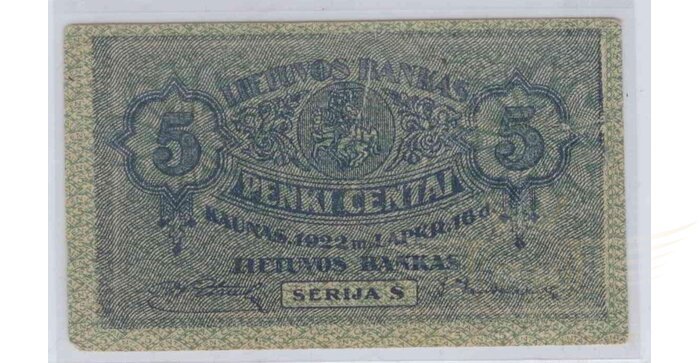 LIETUVOS BANKAS
5 5
PENKI CENTAI
KAUNAS, 1922 m. LAPKR. 16 d.
LIETUVOS BANKAS
SERIJA S